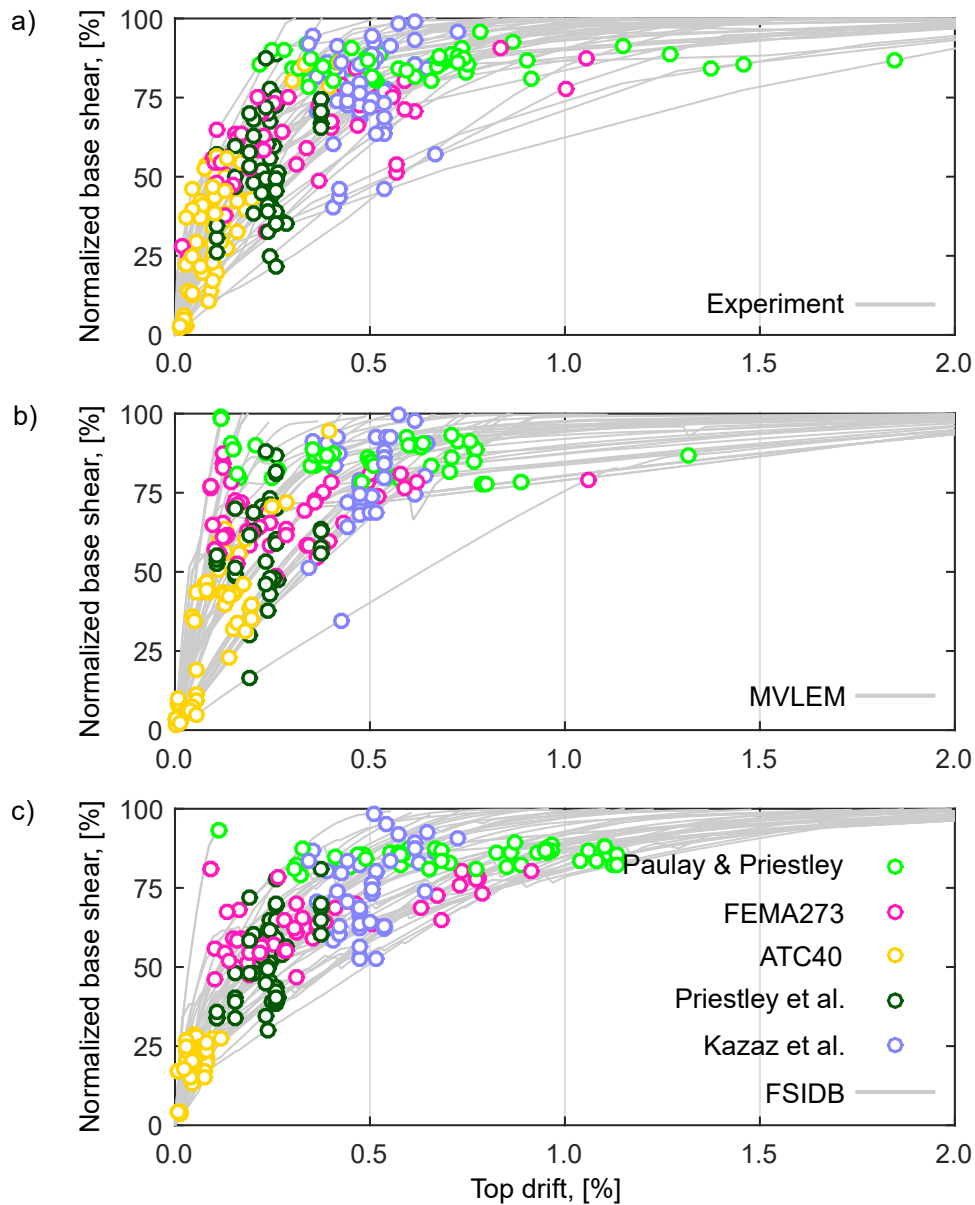 a)
Normalized base shear, [%]
100
75
50
25
0
Experiment
0.0 0.5 1.0 1.5 2.0
b)
Normalized base shear, [%]
100
75
50
25
0
MVLEM
0.0 0.5 1.0 1.5 2.0
c)
Normalized base shear, [%]
100
75
50
25
0
Paulay & Priestley
FEMA273
ATC40
Priestley et al.
Kazaz et al.
FSIDB
0.0 0.5 1.0 1.5 2.0
Top drift, [%]